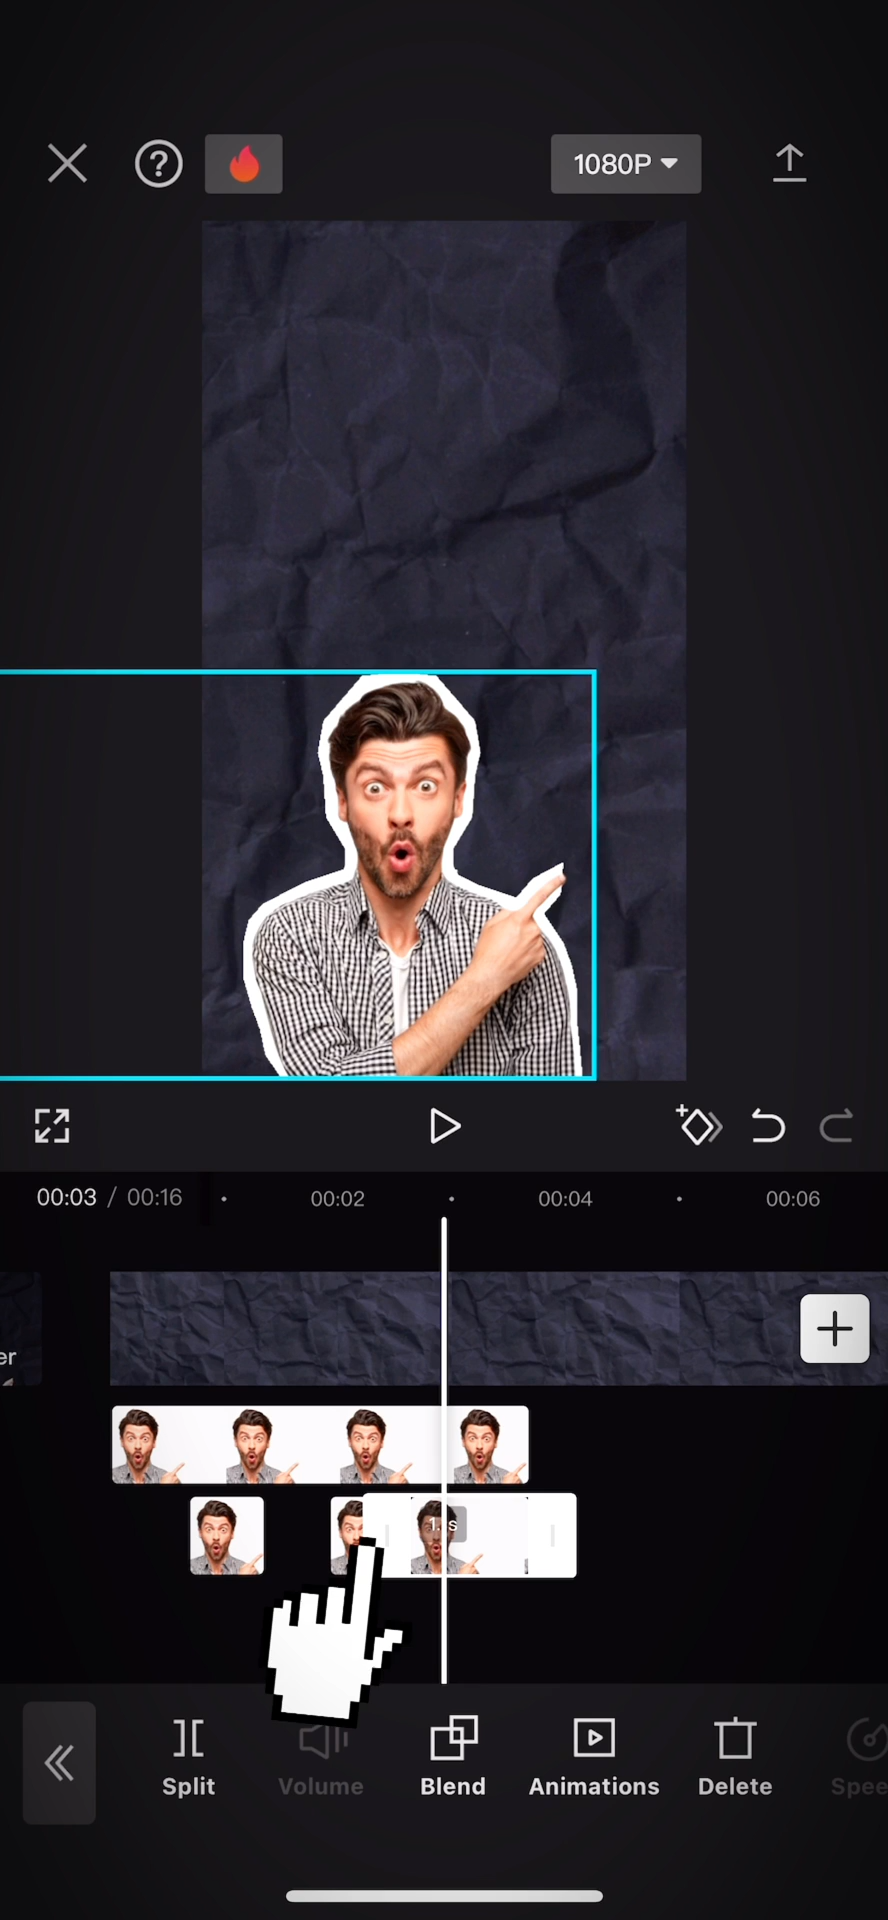 1080P
00:03 / 00:16
00:02
00:04
00:06
er
Split
Volume
Blend
Animations
Delete
Spee